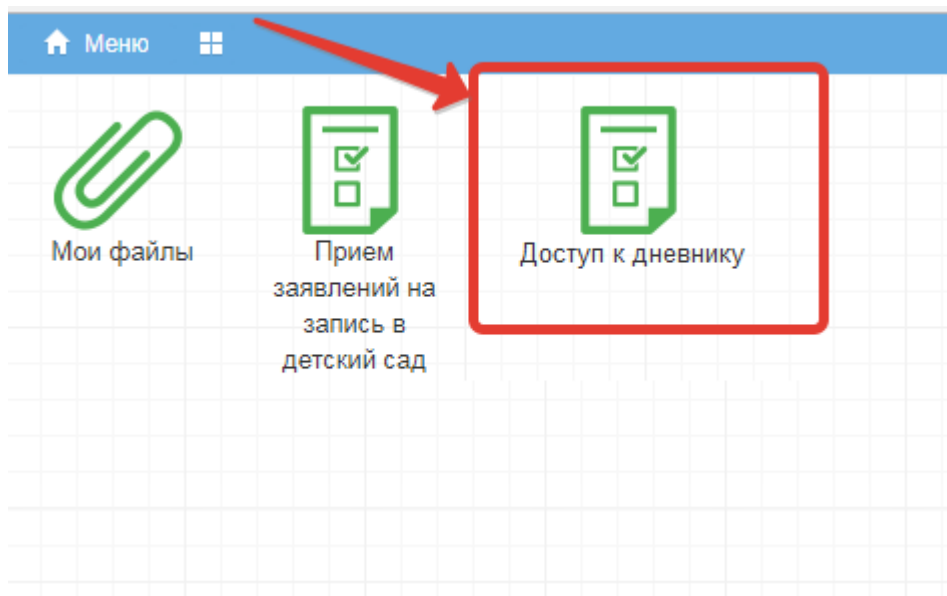 Меню
Мои файлы
Прием
заявлений на
запись в
детский сад
Доступ к дневнику